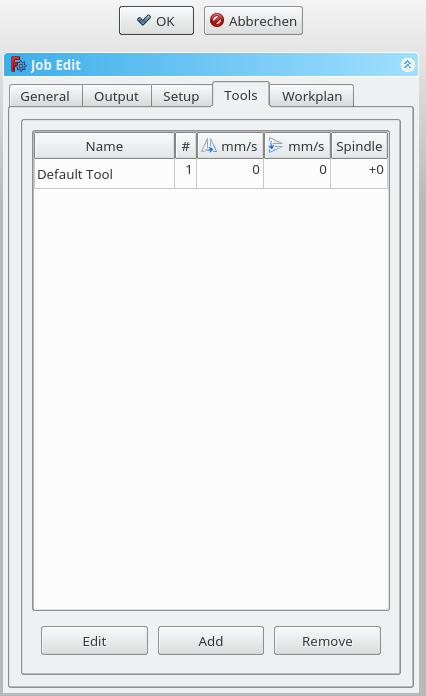 OK Abbrechen
Job Edit
General Output Setup Tools Workplan
Name # mm/s mm/s Spindle
Default Tool 1 0 0 +0
Edit Add Remove